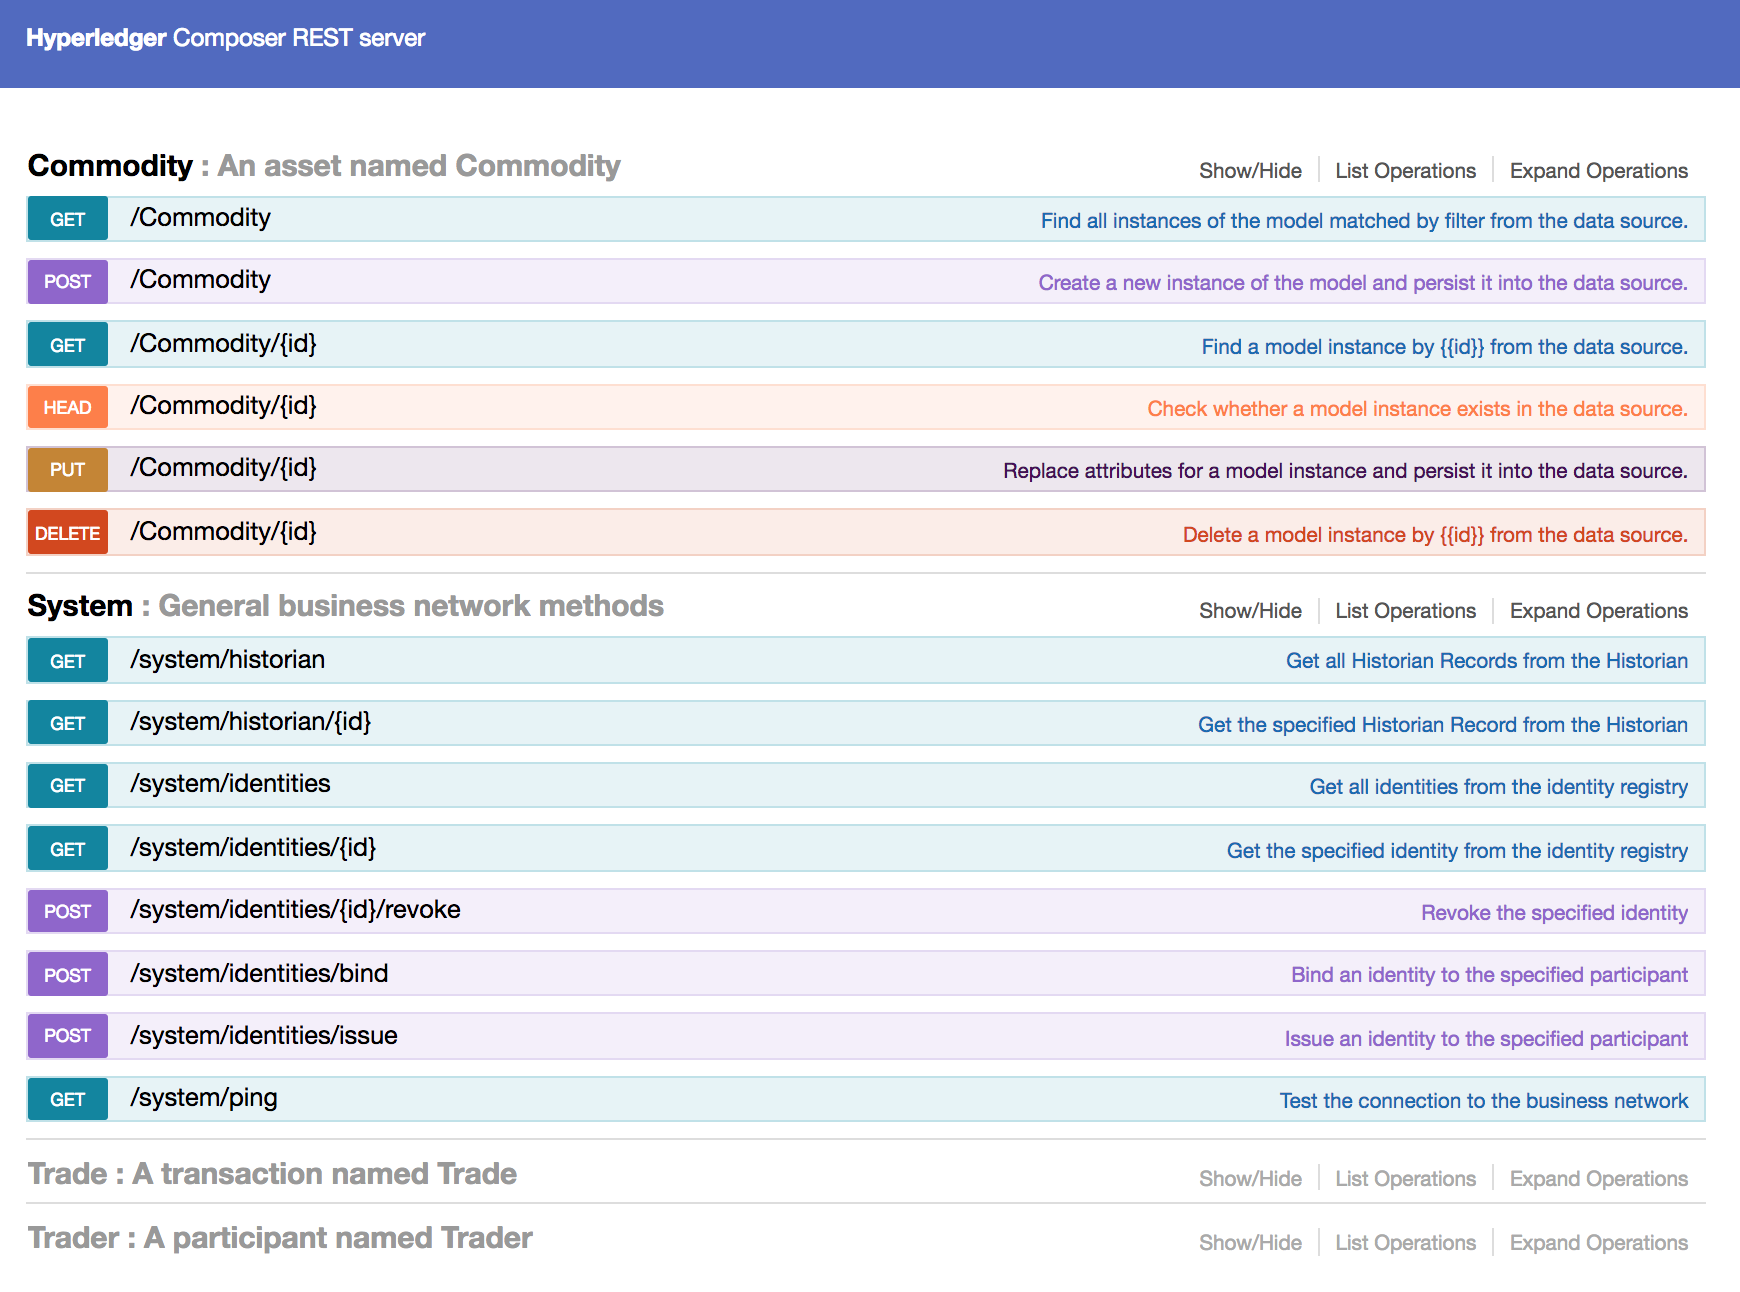 Hyperledger Composer REST server
Commodity : An asset named Commodity Show/Hide List Operations Expand Operations
GET /Commodity Find all instances of the model matched by filter from the data source.
POST /Commodity Create a new instance of the model and persist it into the data source.
GET /Commodity/{id} Find a model instance by {{id}} from the data source.
HEAD /Commodity/{id} Check whether a model instance exists in the data source.
PUT /Commodity/{id} Replace attributes for a model instance and persist it into the data source.
DELETE /Commodity/{id} Delete a model instance by {{id}} from the data source.
System : General business network methods Show/Hide List Operations Expand Operations
GET /system/historian Get all Historian Records from the Historian
GET /system/historian/{id} Get the specified Historian Record from the Historian
GET /system/identities Get all identities from the identity registry
GET /system/identities/{id} Get the specified identity from the identity registry
POST /system/identities/{id}/revoke Revoke the specified identity
POST /system/identities/bind Bind an identity to the specified participant
POST /system/identities/issue Issue an identity to the specified participant
GET /system/ping Test the connection to the business network
Trade : A transaction named Trade Show/Hide List Operations Expand Operations
Trader : A participant named Trader Show/Hide List Operations Expand Operations